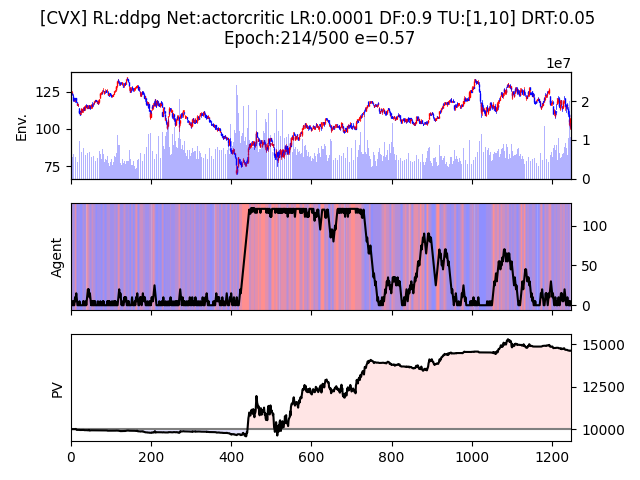 [CVX] RL:ddpg Net:actorcritic LR:0.0001 DF:0.9 TU:[1,10] DRT:0.05
Epoch:214/500 e=0.57
1e7
Env.
125
100
75
2
1
0
Agent
100
50
0
PV
15000
12500
10000
0 200 400 600 800 1000 1200